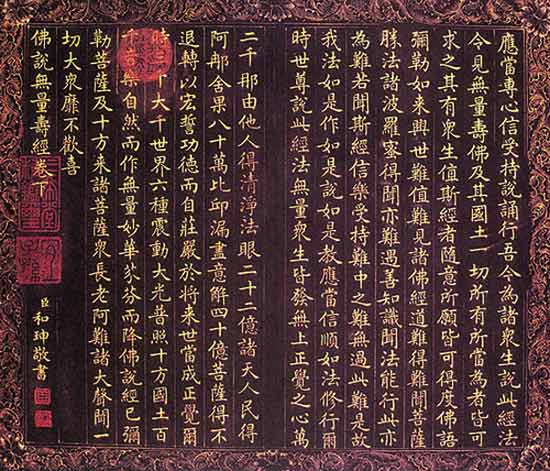 應當專心信受持說誦行吾今為諸眾生說此經法
今見無量壽佛及其國土一切所有所當為者皆可
求之其有眾生值斯經者隨意所願皆可得度佛語
彌勒如來興世難值難見諸佛經道難得難聞菩薩
勝法諸波羅蜜得聞亦難遇善知識聞法能行此亦
為難若聞斯經信樂受持難中之難無過此難是故
我法如是作如是說如是教應當信順如法修行爾
時世尊說此經法無量眾生皆發無上正覺之心萬
二千那由他人得清淨法眼二十二億諸天人民得
阿那舍果八十萬比邱漏盡意解四十億菩薩得不
退轉以宏誓功德而自莊嚴於將來世當成正覺爾
時三千大千世界六種震動大光普照十方國土百
千音樂自然而作無量妙華芬芬而降佛說經已彌
勒菩薩及十方來諸菩薩眾長老阿難諸大聲聞一
切大眾靡不歡喜
佛說無量壽經卷下
臣和珅敬書